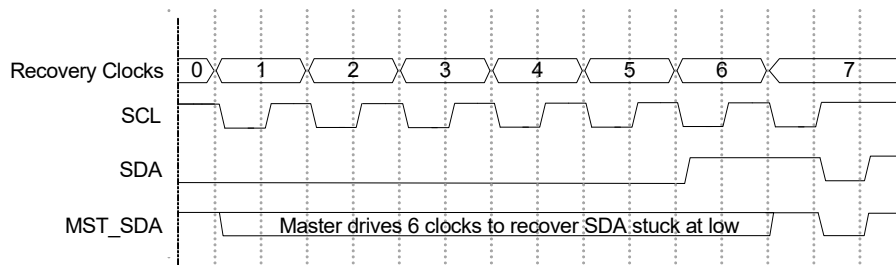 Recovery Clocks 0 1 2 3 4 5 6 7
SCL
SDA
MST_SDA Master drives 6 clocks to recover SDA stuck at low